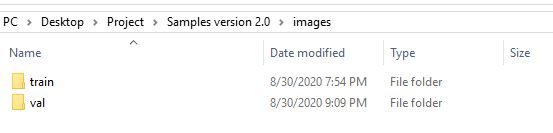 PC > Desktop > Project > Samples version 2.0 > images
Name Date modified Type Size
train 8/30/2020 7:54 PM File folder
val 8/30/2020 9:09 PM File folder